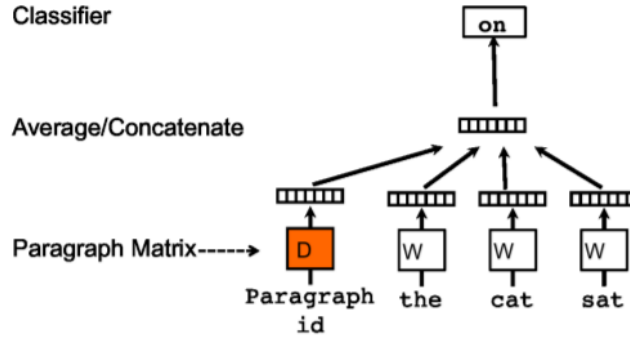 Classifier
on
Average/Concatenate
Paragraph Matrix----->
D
W
W
W
Paragraph
id
the
cat
sat